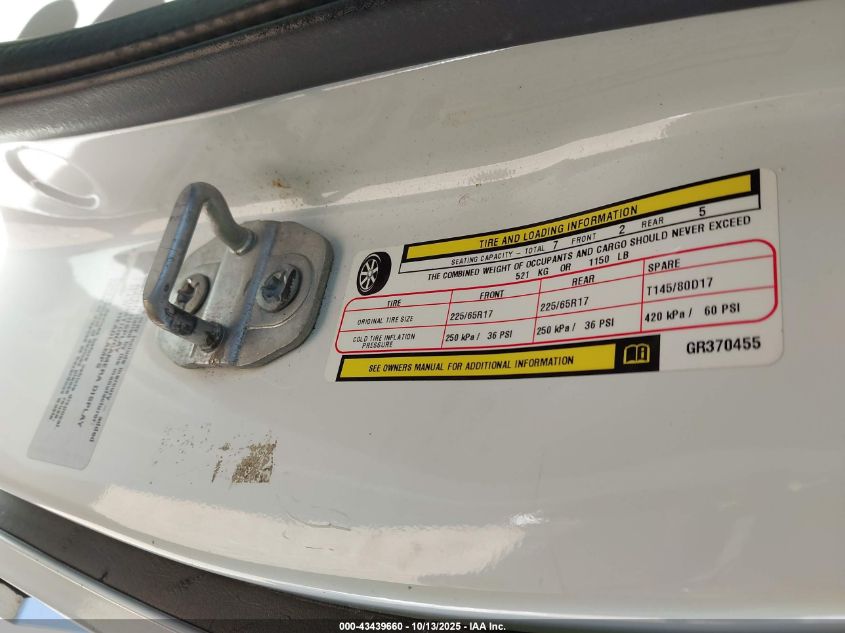 TIRE AND LOADING INFORMATION
SEATING CAPACITY - TOTAL 7 FRONT 2 REAR 5
THE COMBINED WEIGHT OF OCCUPANTS AND CARGO SHOULD NEVER EXCEED
521 KG OR 1150 LB
TIRE FRONT REAR SPARE
ORIGINAL TIRE SIZE 225/65R17 225/65R17 T145/80D17
COLD TIRE INFLATION PRESSURE 250 kPa / 36 PSI 250 kPa / 36 PSI 420 kPa / 60 PSI
SEE OWNERS MANUAL FOR ADDITIONAL INFORMATION
GR370455
DISPLAY
added
000-43439660 - 10/13/2025 - IAA Inc.